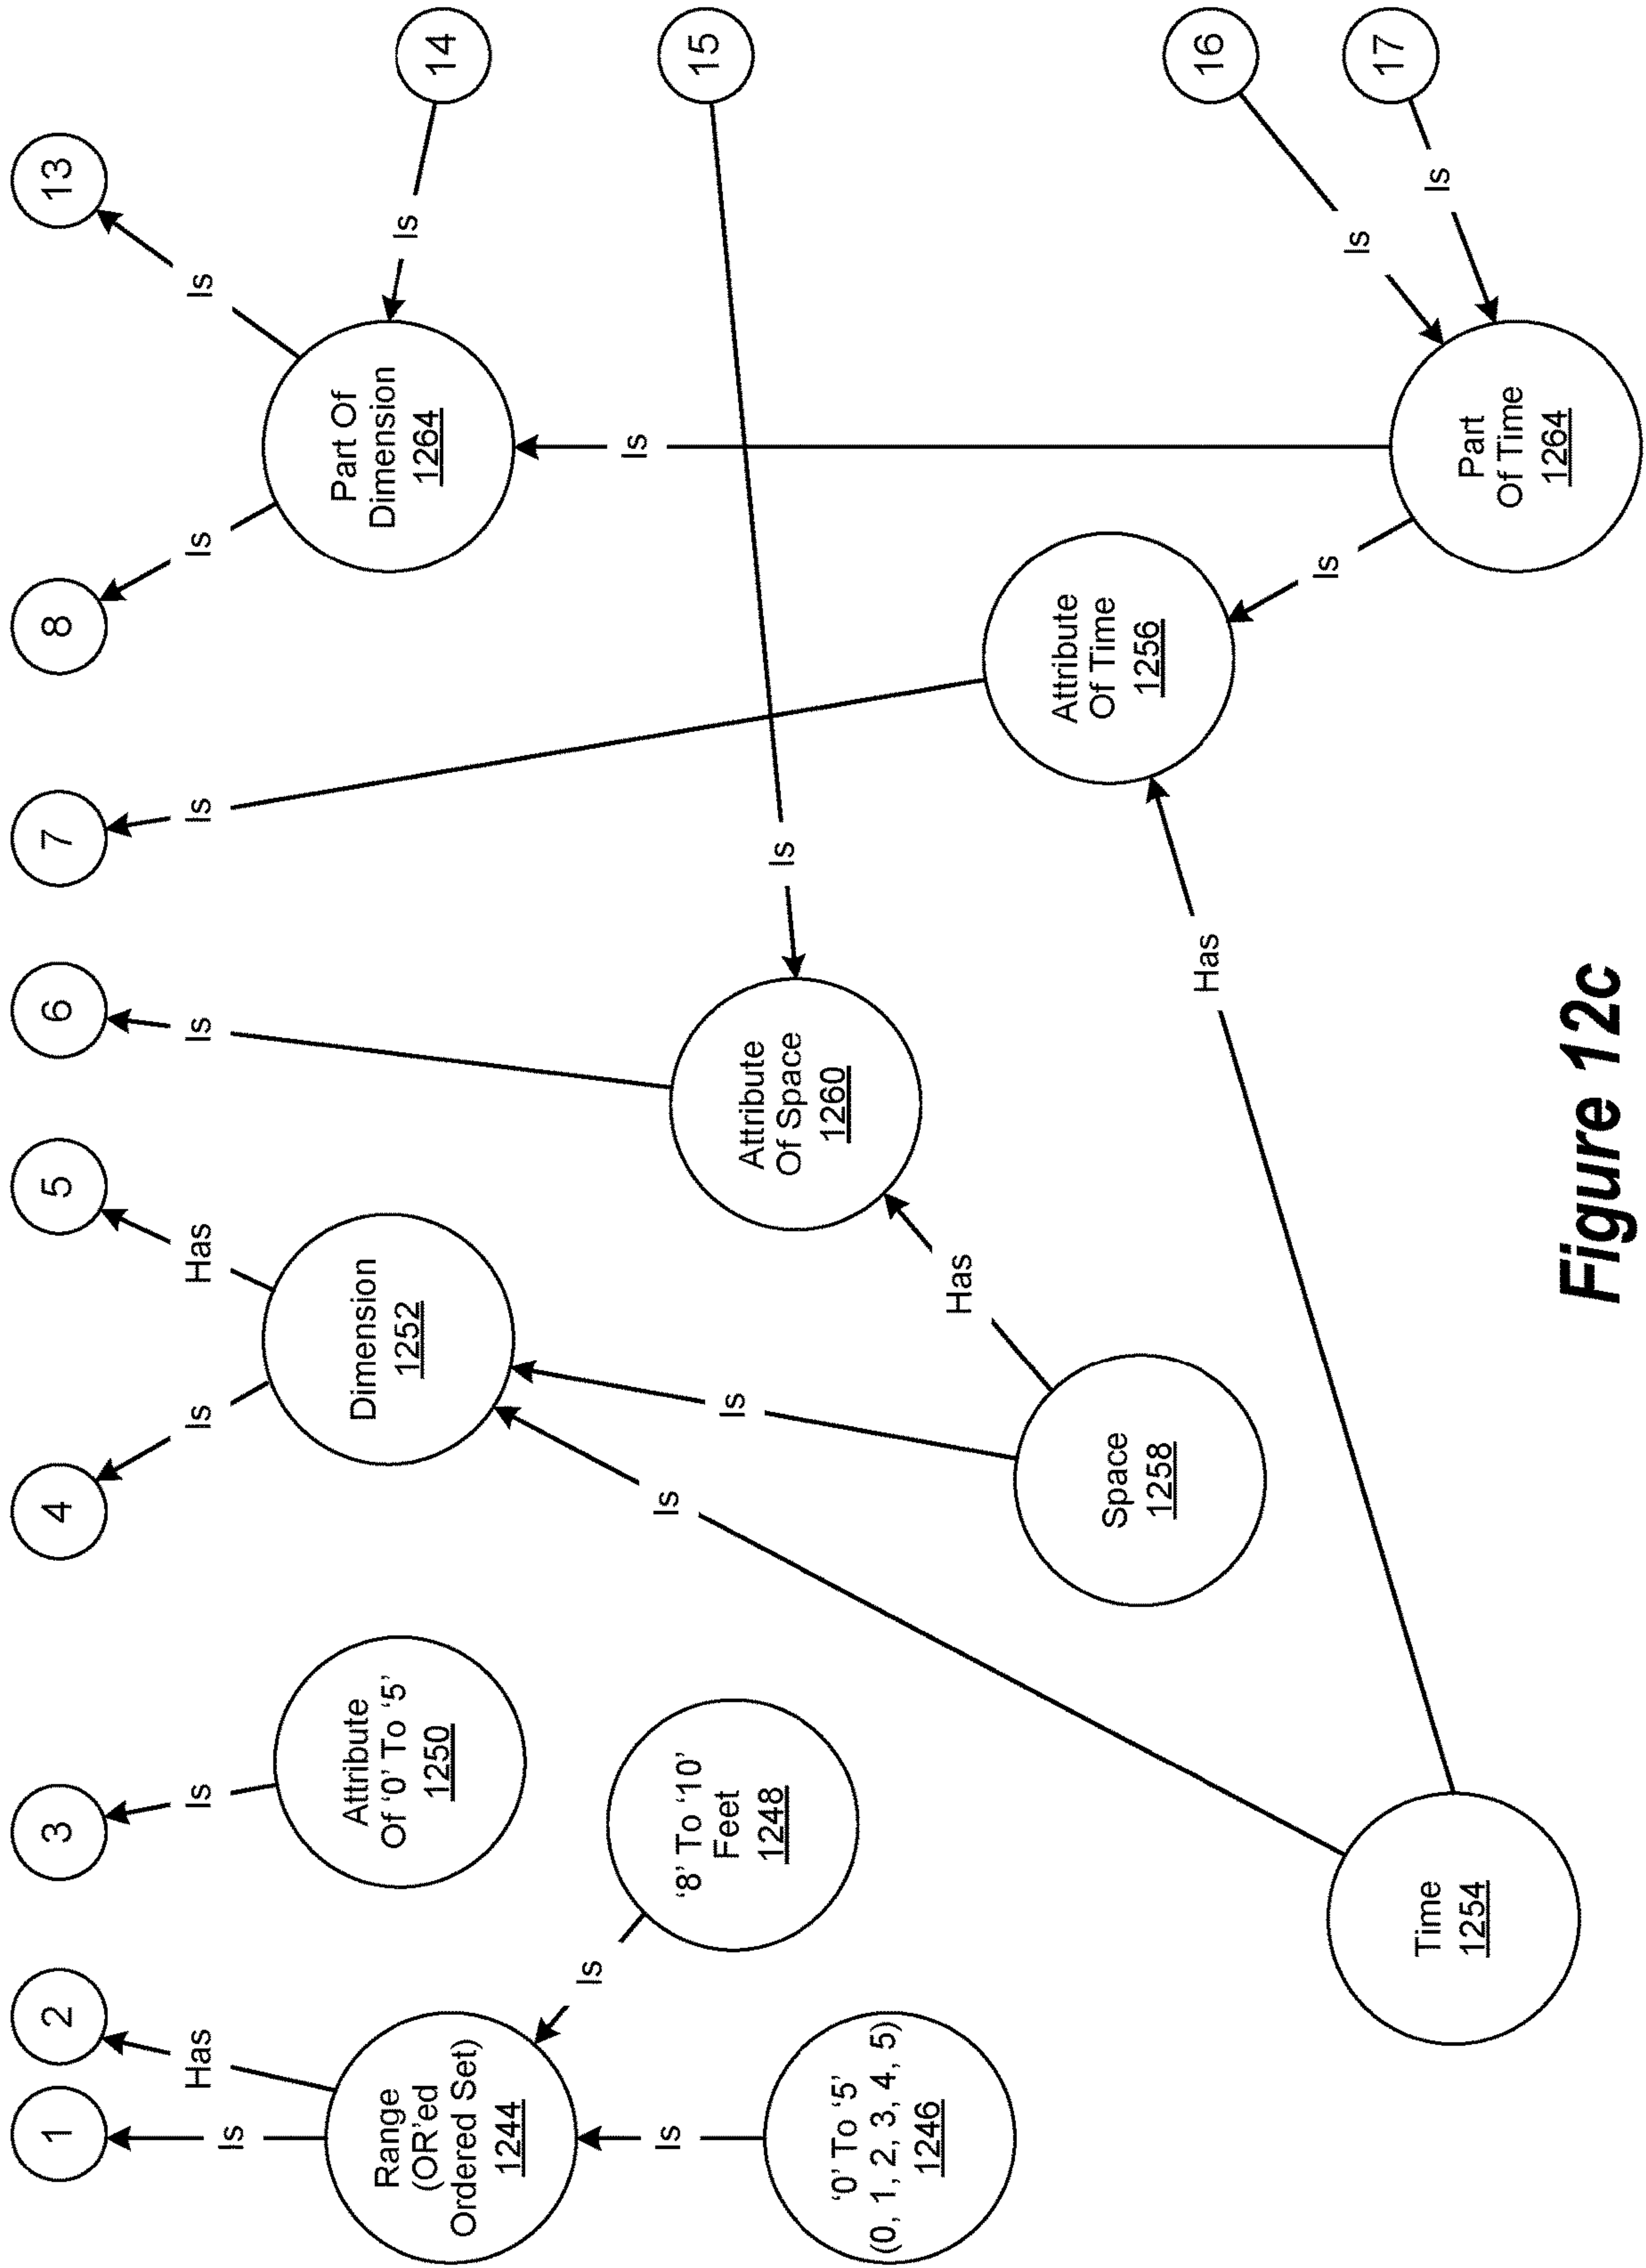 1
2
3
4
5
6
7
8
13
Is
Has
Is
Is
Has
Is
Is
Is
Is
Range
(OR'ed
Ordered Set)
1244
Attribute
Of ‘0’ To ‘5’
1250
Dimension
1252
Part Of
Dimension
1264
Is
14
Is
Is
Is
Is
Is
15
‘8’ To ‘10’
Feet
1248
Attribute
Of Space
1260
Is
‘0’ To ‘5’
(0, 1, 2, 3, 4, 5)
1246
Has
Space
1258
Attribute
Of Time
1256
Has
Is
Is
16
Is
17
Time
1254
Part
Of Time
1264
Figure 12c